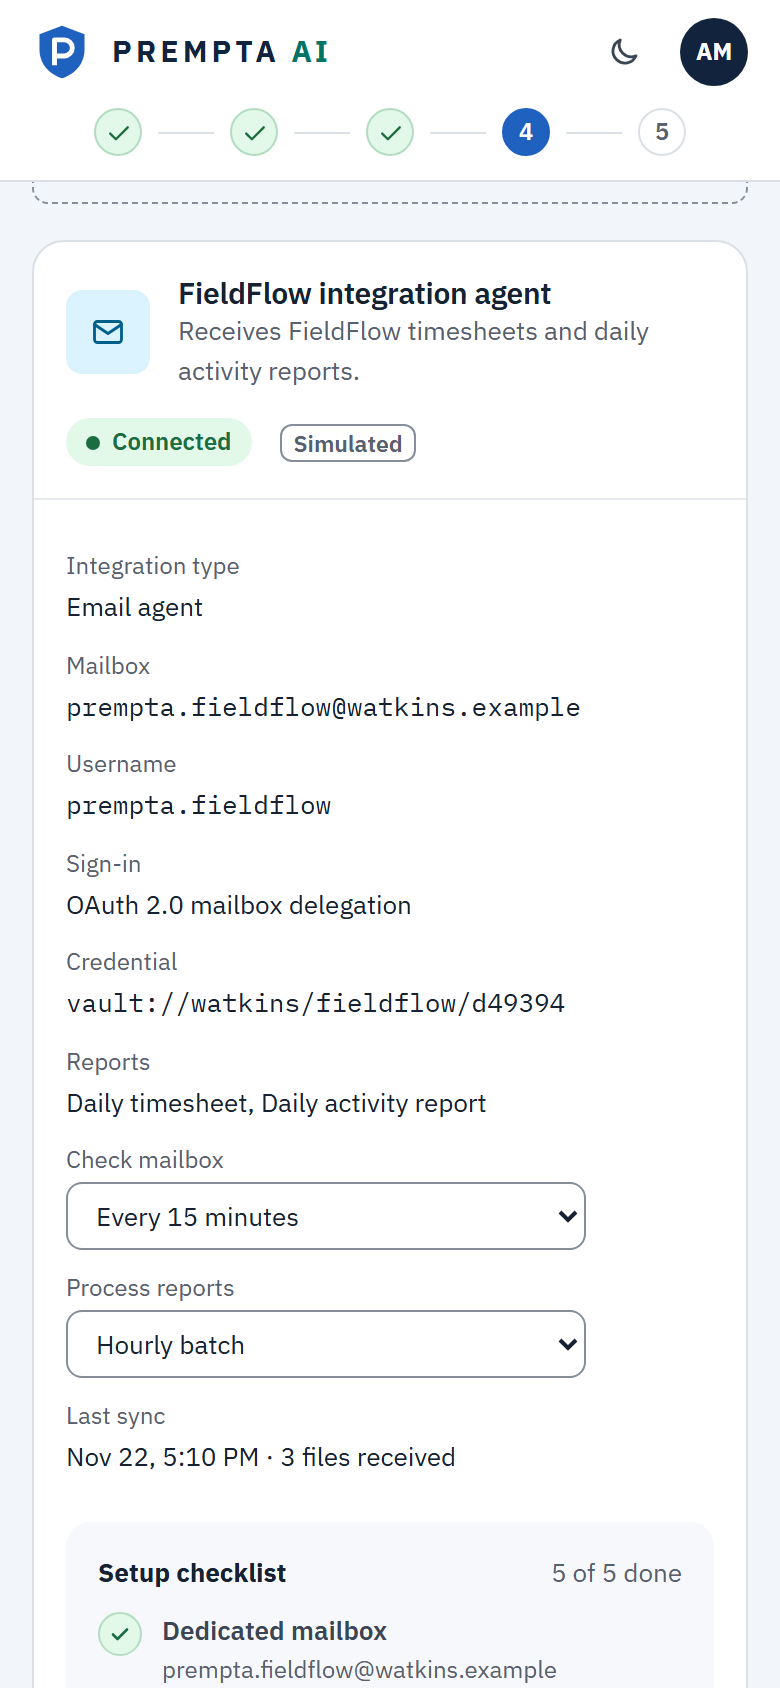 PREMPTA AI
AM
4
5
FieldFlow integration agent
Receives FieldFlow timesheets and daily
activity reports.
Connected
Simulated
Integration type
Email agent
Mailbox
prempta.fieldflow@watkins.example
Username
prempta.fieldflow
Sign-in
OAuth 2.0 mailbox delegation
Credential
vault://watkins/fieldflow/d49394
Reports
Daily timesheet, Daily activity report
Check mailbox
Every 15 minutes
Process reports
Hourly batch
Last sync
Nov 22, 5:10 PM · 3 files received
Setup checklist
5 of 5 done
Dedicated mailbox
prempta.fieldflow@watkins.example